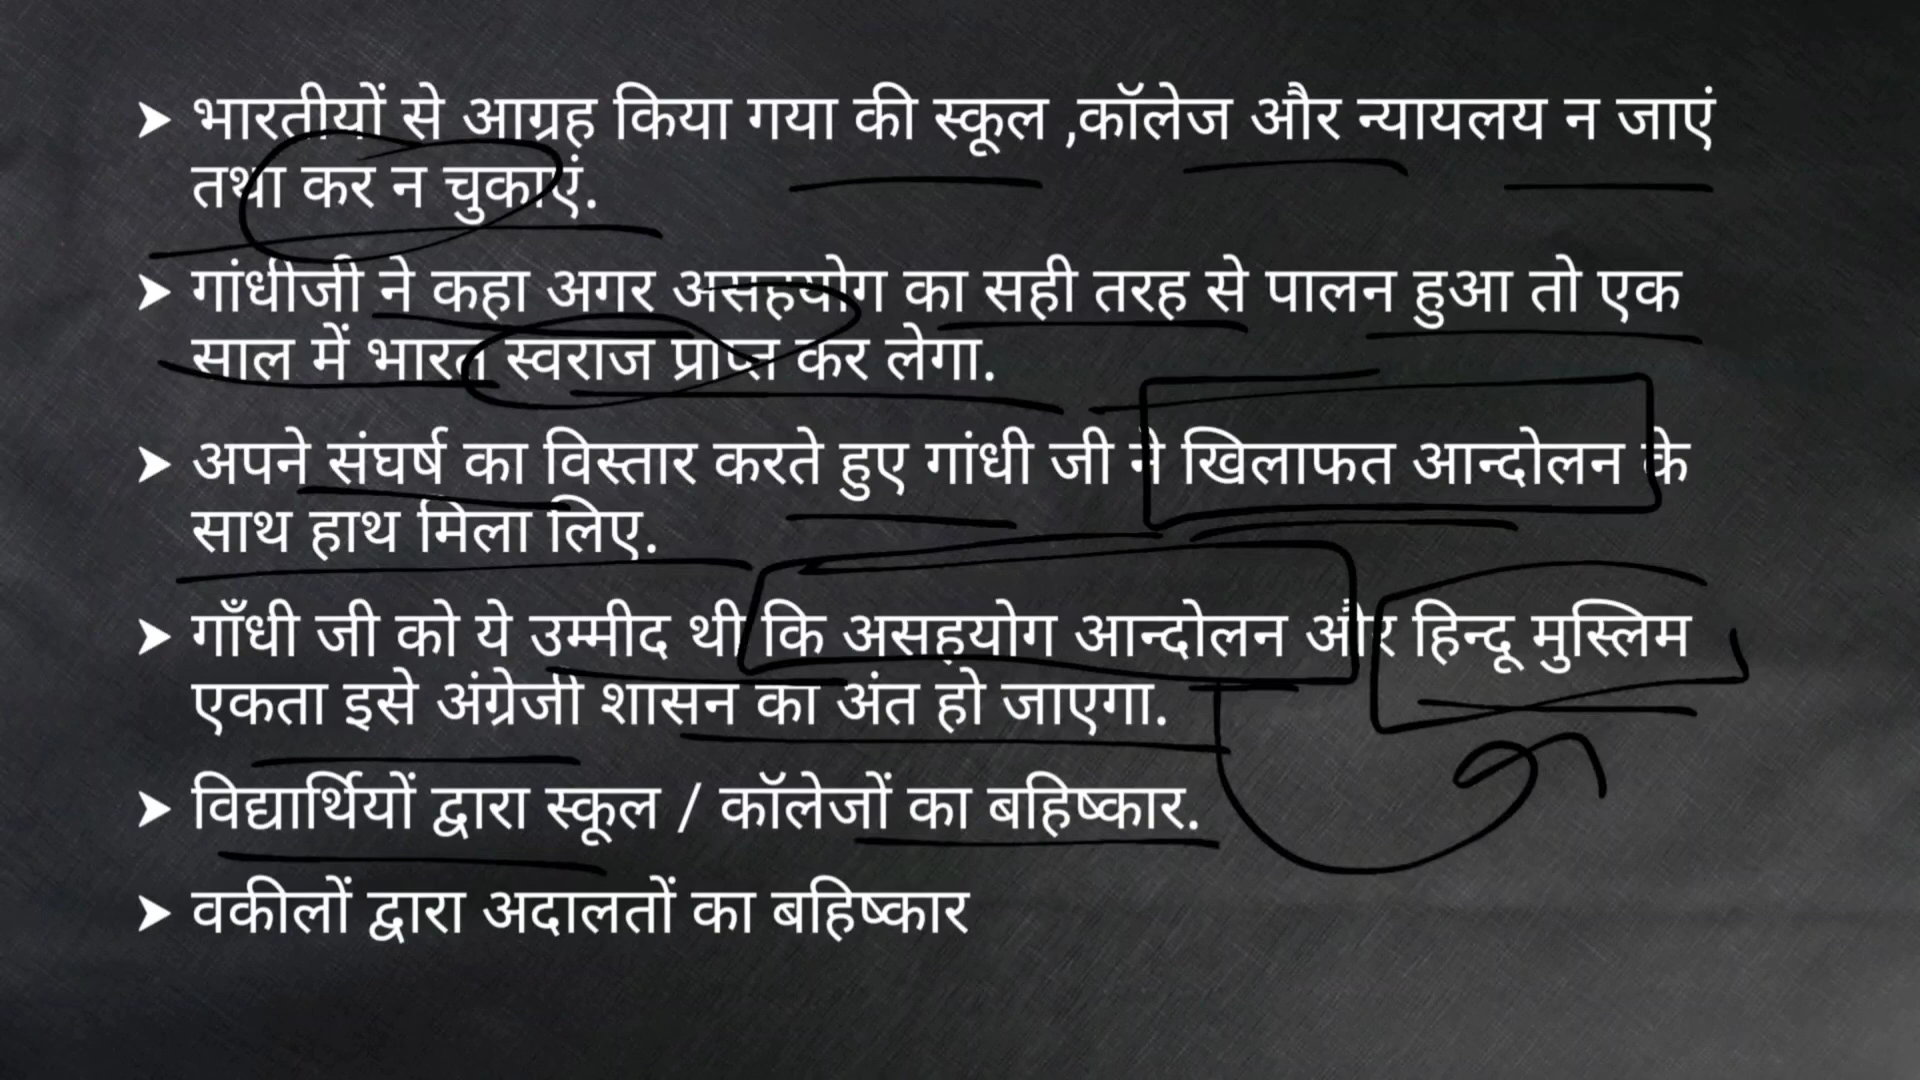 ➤ भारतीयों से आग्रह किया गया की स्कूल ,कॉलेज और न्यायलय न जाएं
तथा कर न चुकाएं.
➤ गांधीजी ने कहा अगर असहयोग का सही तरह से पालन हुआ तो एक
साल में भारत स्वराज प्राप्त कर लेगा.
➤ अपने संघर्ष का विस्तार करते हुए गांधी जी ने खिलाफत आन्दोलन के
साथ हाथ मिला लिए.
➤ गाँधी जी को ये उम्मीद थी कि असहयोग आन्दोलन और हिन्दू मुस्लिम
एकता इसे अंग्रेजी शासन का अंत हो जाएगा.
➤ विद्यार्थियों द्वारा स्कूल / कॉलेजों का बहिष्कार.
➤ वकीलों द्वारा अदालतों का बहिष्कार